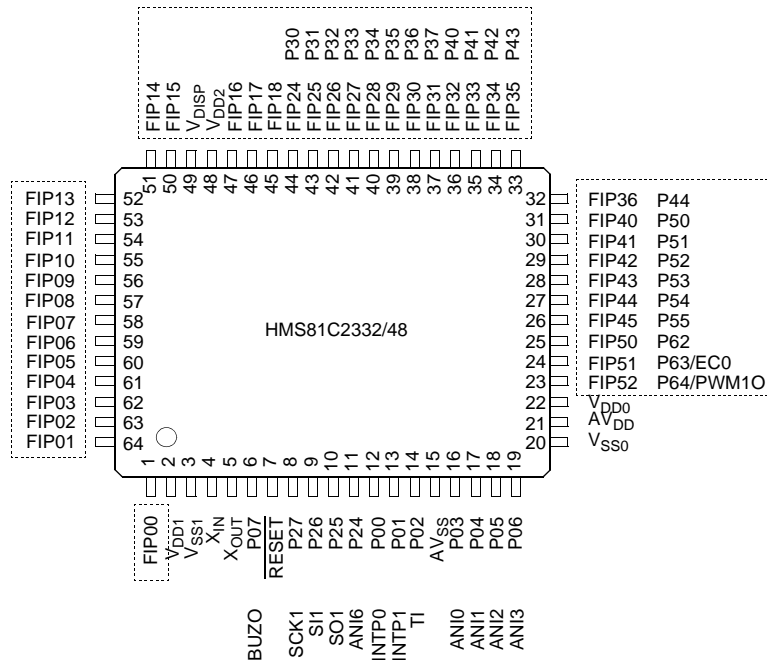 P30 P31 P32 P33 P34 P35 P36 P37 P40 P41 P42 P43
FIP14 FIP15 VDISP VDD2 FIP16 FIP17 FIP18 FIP24 FIP25 FIP26 FIP27 FIP28 FIP29 FIP30 FIP31 FIP32 FIP33 FIP34 FIP35
51 50 49 48 47 46 45 44 43 42 41 40 39 38 37 36 35 34 33
FIP13 52 32 FIP36 P44
FIP12 53 31 FIP40 P50
FIP11 54 30 FIP41 P51
FIP10 55 29 FIP42 P52
FIP09 56 28 FIP43 P53
FIP08 57 27 FIP44 P54
FIP07 58 26 FIP45 P55
HMS81C2332/48
FIP06 59 25 FIP50 P62
FIP05 60 24 FIP51 P63/EC0
FIP04 61 23 FIP52 P64/PWM1O
FIP03 62 22 VDD0
FIP02 63 21 AVDD
FIP01 64 20 VSS0
1 2 3 4 5 6 7 8 9 10 11 12 13 14 15 16 17 18 19
FIP00 VDD1 VSS1 XIN XOUT P07 RESET P27 P26 P25 P24 P00 P01 P02 AVSS P03 P04 P05 P06
BUZO SCK1 SI1 SO1 ANI6 INTP0 INTP1 TI ANI0 ANI1 ANI2 ANI3